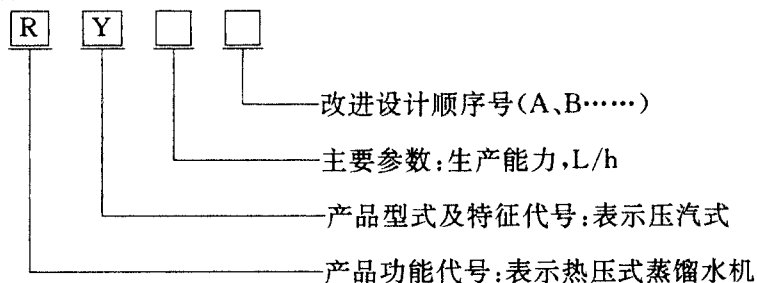 R Y
改进设计顺序号(A、B……)
主要参数:生产能力,L/h
产品型式及特征代号:表示压汽式
产品功能代号:表示热压式蒸馏水机